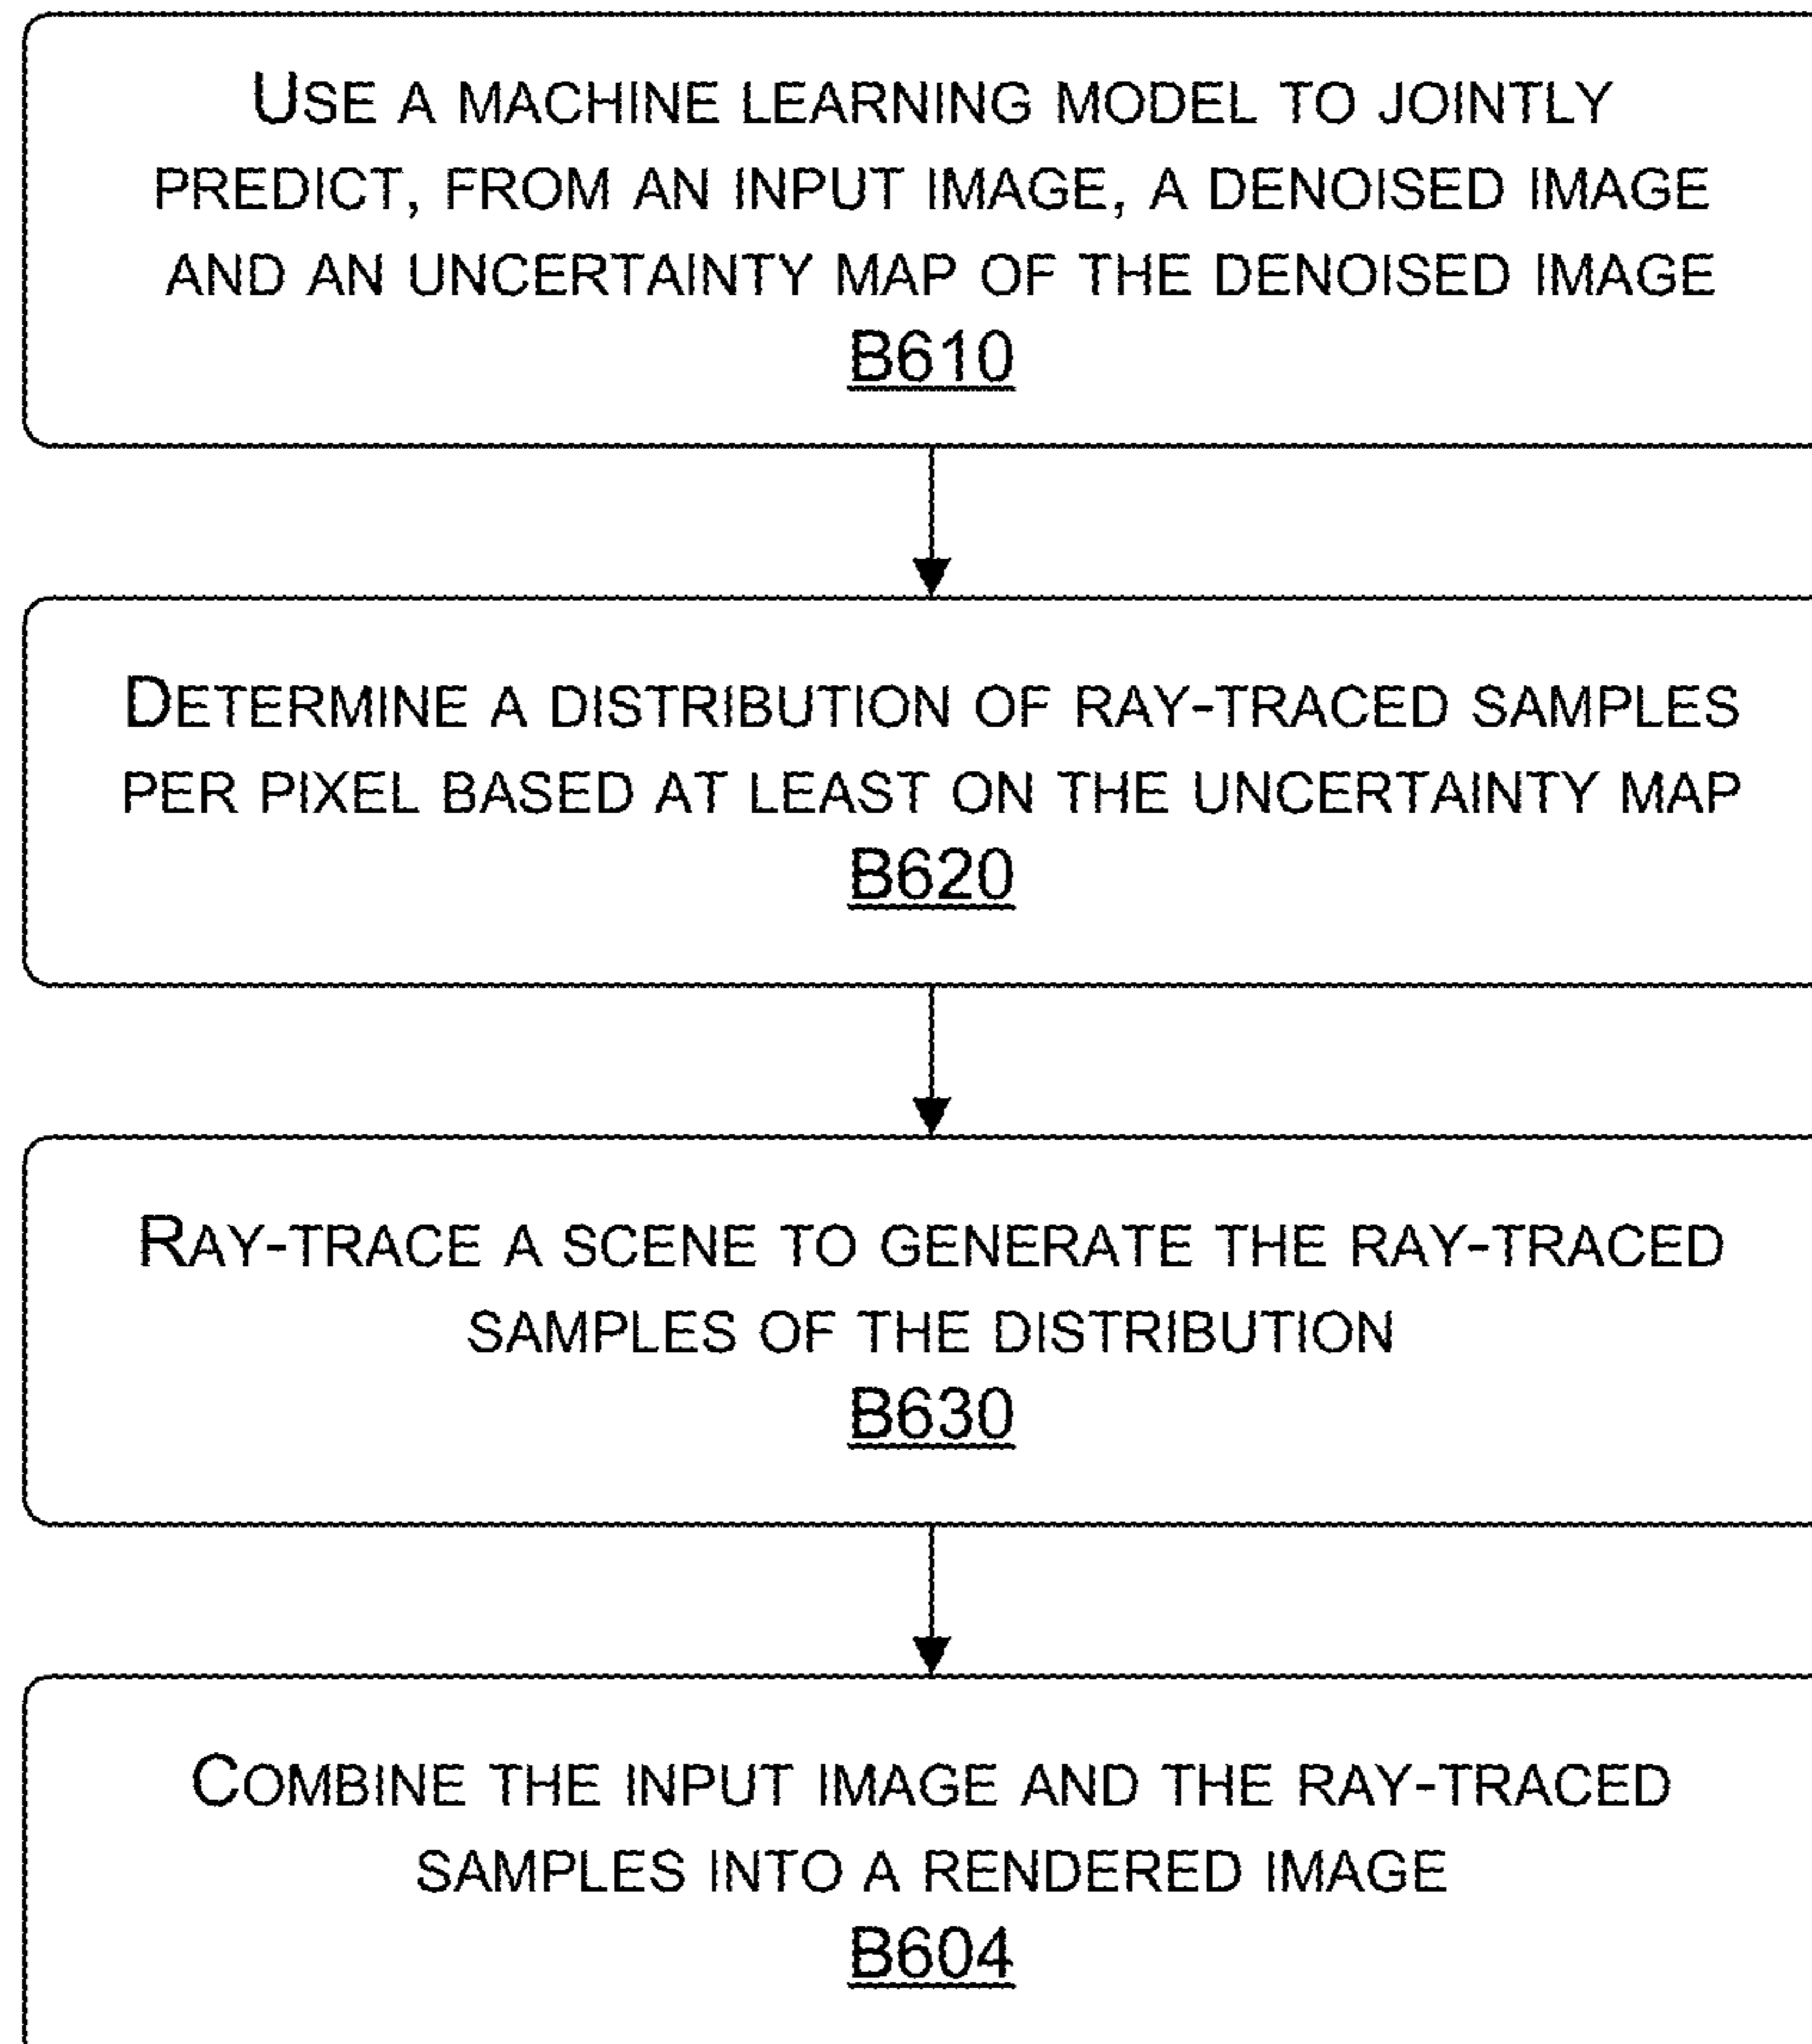 USE A MACHINE LEARNING MODEL TO JOINTLY
PREDICT, FROM AN INPUT IMAGE, A DENOISED IMAGE
AND AN UNCERTAINTY MAP OF THE DENOISED IMAGE
B610
DETERMINE A DISTRIBUTION OF RAY-TRACED SAMPLES
PER PIXEL BASED AT LEAST ON THE UNCERTAINTY MAP
B620
RAY-TRACE A SCENE TO GENERATE THE RAY-TRACED
SAMPLES OF THE DISTRIBUTION
B630
COMBINE THE INPUT IMAGE AND THE RAY-TRACED
SAMPLES INTO A RENDERED IMAGE
B604